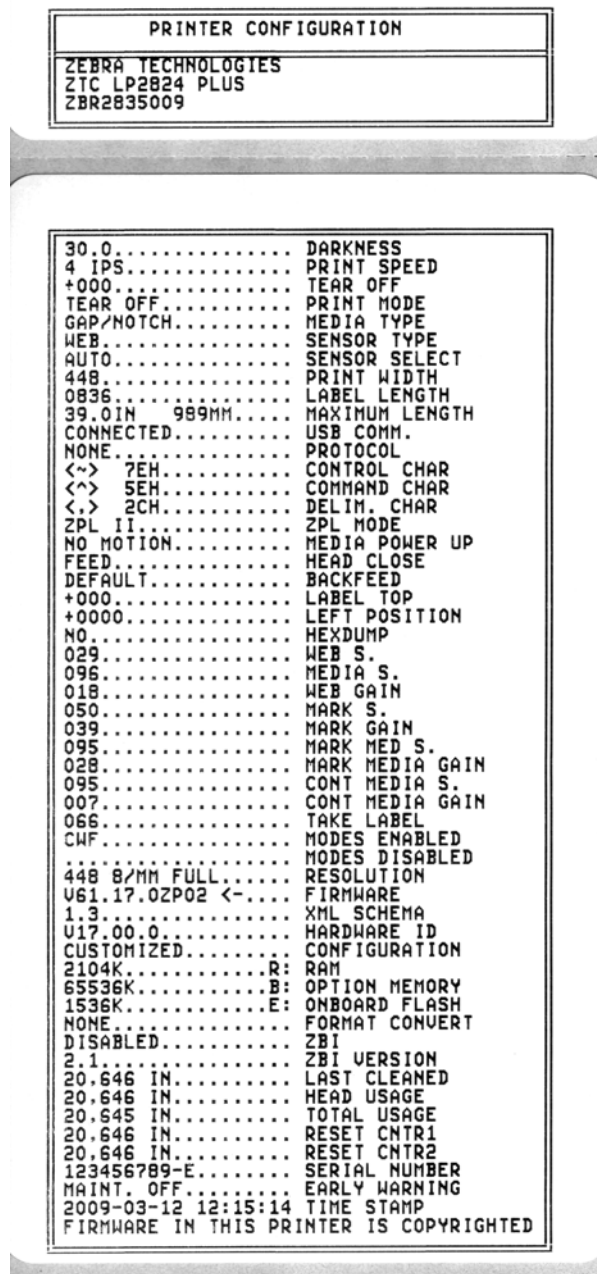 PRINTER CONFIGURATION
ZEBRA TECHNOLOGIES
ZTC LP2824 PLUS
ZBR2835009
30.0............... DARKNESS
4 IPS.............. PRINT SPEED
+000............... TEAR OFF
TEAR OFF........... PRINT MODE
GAP/NOTCH.......... MEDIA TYPE
WEB................ SENSOR TYPE
AUTO............... SENSOR SELECT
448................ PRINT WIDTH
0836............... LABEL LENGTH
39.0IN   989MM..... MAXIMUM LENGTH
CONNECTED.......... USB COMM.
NONE............... PROTOCOL
<~>  7EH........... CONTROL CHAR
<^>  5EH........... COMMAND CHAR
<,>  2CH........... DELIM. CHAR
ZPL II............. ZPL MODE
NO MOTION.......... MEDIA POWER UP
FEED............... HEAD CLOSE
DEFAULT............ BACKFEED
+000............... LABEL TOP
+0000.............. LEFT POSITION
NO................. HEXDUMP
029................ WEB S.
096................ MEDIA S.
018................ WEB GAIN
050................ MARK S.
039................ MARK GAIN
095................ MARK MED S.
028................ MARK MEDIA GAIN
095................ CONT MEDIA S.
007................ CONT MEDIA GAIN
066................ TAKE LABEL
CWF................ MODES ENABLED
................... MODES DISABLED
448 8/MM FULL...... RESOLUTION
V61.17.0ZP02 <-.... FIRMWARE
1.3................ XML SCHEMA
V17.00.0........... HARDWARE ID
CUSTOMIZED......... CONFIGURATION
2104K............R: RAM
65536K...........B: OPTION MEMORY
1536K............E: ONBOARD FLASH
NONE............... FORMAT CONVERT
DISABLED........... ZBI
2.1................ ZBI VERSION
20,646 IN.......... LAST CLEANED
20,646 IN.......... HEAD USAGE
20,645 IN.......... TOTAL USAGE
20,646 IN.......... RESET CNTR1
20,646 IN.......... RESET CNTR2
123456789-E........ SERIAL NUMBER
MAINT. OFF......... EARLY WARNING
2009-03-12 12:15:14 TIME STAMP
FIRMWARE IN THIS PRINTER IS COPYRIGHTED